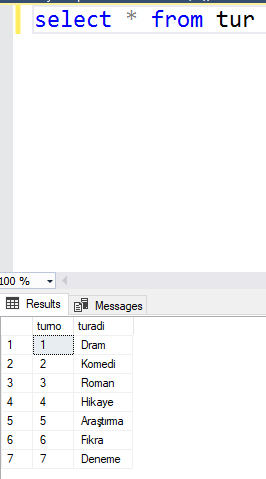 select * from tur
100 %
Results Messages
turno turadi
1 1 Dram
2 2 Komedi
3 3 Roman
4 4 Hikaye
5 5 Araştırma
6 6 Fıkra
7 7 Deneme